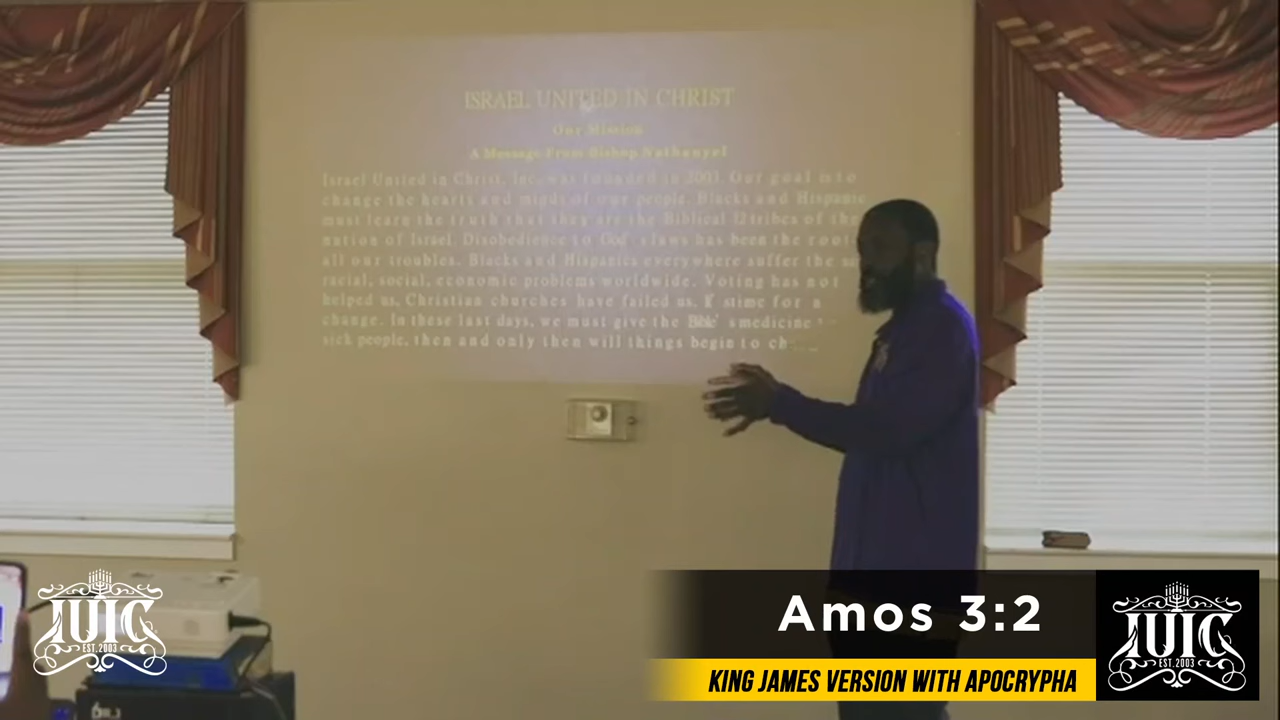 ISRAEL UNITED IN CHRIST
Our Mission
A Message From Bishop Nathanyel
Israel United in Christ, Inc. was founded in 2003. Our goal is to
change the hearts and minds of our people. Blacks and Hispanic
must learn the truth that they are the Biblical 12 tribes of the
nation of Israel. Disobedience to God's laws has been the root
all our troubles. Blacks and Hispanics everywhere suffer the
racial, social, economic problems worldwide. Voting has not
helped us, Christian churches have failed us, it's time for a
change. In these last days, we must give the Bible's medicine
sick people, then and only then will things begin to
IUIC
EST. 2003
Amos 3:2
KING JAMES VERSION WITH APOCRYPHA
IUIC
EST. 2003